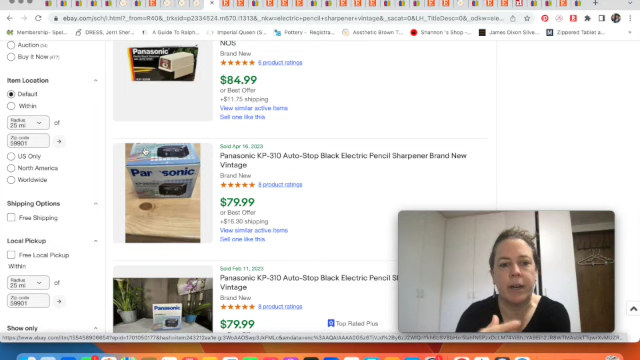 ebay.com/sch/i.html?_from=R40&_trksid=p2334524.m570.l1313&_nkw=electric+pencil+sharpener+vintage&_sacat=0&LH_TitleDesc=0&_odkw=ele
Membership-Spel...
DRESS, Jerri Sher...
A Guide To Ralph...
Imperial Queen (S...
Pottery - Registrat...
Aesthetic Brown T...
Shannon 's Shop -...
James Dixon Silve...
Zippered Tablet a...
Auction
Buy It Now
Item Location
Default
Within
Radius
25 mi
of
Zip code
59901
US Only
North America
Worldwide
Shipping Options
Free Shipping
Local Pickup
Free Local Pickup
Within
Radius
25 mi
of
Zip code
59901
Show only
Panasonic
NOS
Brand New
6 product ratings
$84.99
or Best Offer
+$11.75 shipping
View similar active items
Sell one like this
Panasonic
Sold Apr 16, 2023
Panasonic KP-310 Auto-Stop Black Electric Pencil Sharpener Brand New
Vintage
Brand New
8 product ratings
$79.99
or Best Offer
+$16.30 shipping
View similar active items
Sell one like this
Panasonic
Sold Feb 11, 2023
Panasonic KP-310 Auto-Stop Black Electric Pencil
Vintage
Brand New
8 product ratings
$79.99
Top Rated Plus